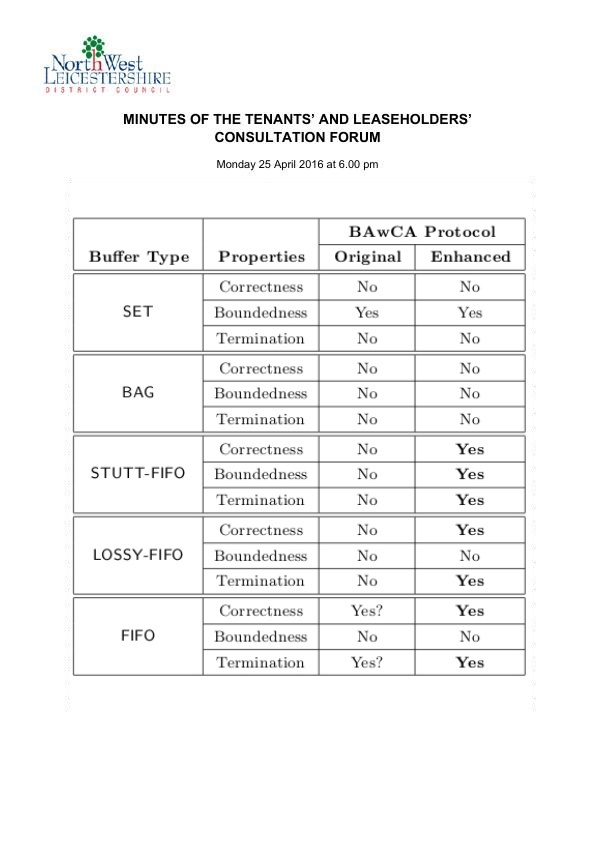 North West
LEICESTERSHIRE
DISTRICT COUNCIL
MINUTES OF THE TENANTS’ AND LEASEHOLDERS’
CONSULTATION FORUM
Monday 25 April 2016 at 6.00 pm
BAwCA Protocol
Buffer Type Properties Original Enhanced
SET
Correctness No No
Boundedness Yes Yes
Termination No No
BAG
Correctness No No
Boundedness No No
Termination No No
STUTT-FIFO
Correctness No Yes
Boundedness No Yes
Termination No Yes
LOSSY-FIFO
Correctness No Yes
Boundedness No No
Termination No Yes
FIFO
Correctness Yes? Yes
Boundedness No No
Termination Yes? Yes